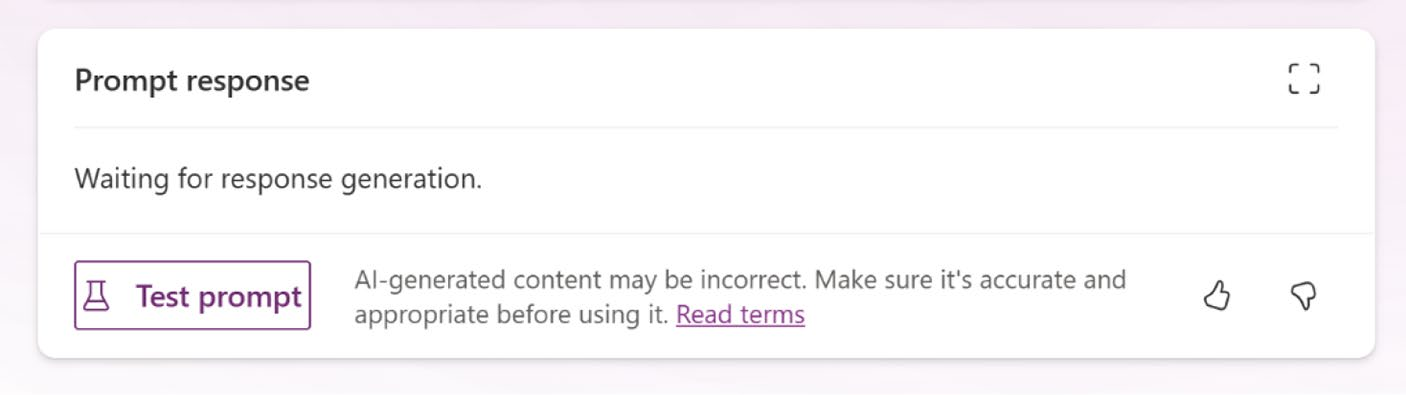 Prompt response
Waiting for response generation.
Test prompt
AI-generated content may be incorrect. Make sure it's accurate and
appropriate before using it. Read terms